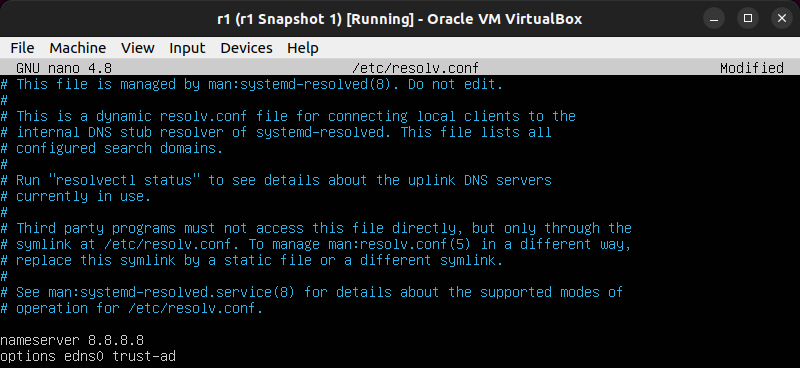 r1 (r1 Snapshot 1) [Running] - Oracle VM VirtualBox
File Machine View Input Devices Help
GNU nano 4.8 /etc/resolv.conf Modified
# This file is managed by man:systemd-resolved(8). Do not edit.
#
# This is a dynamic resolv.conf file for connecting local clients to the
# internal DNS stub resolver of systemd-resolved. This file lists all
# configured search domains.
#
# Run "resolvectl status" to see details about the uplink DNS servers
# currently in use.
#
# Third party programs must not access this file directly, but only through the
# symlink at /etc/resolv.conf. To manage man:resolv.conf(5) in a different way,
# replace this symlink by a static file or a different symlink.
#
# See man:systemd-resolved.service(8) for details about the supported modes of
# operation for /etc/resolv.conf.
nameserver 8.8.8.8
options edns0 trust-ad